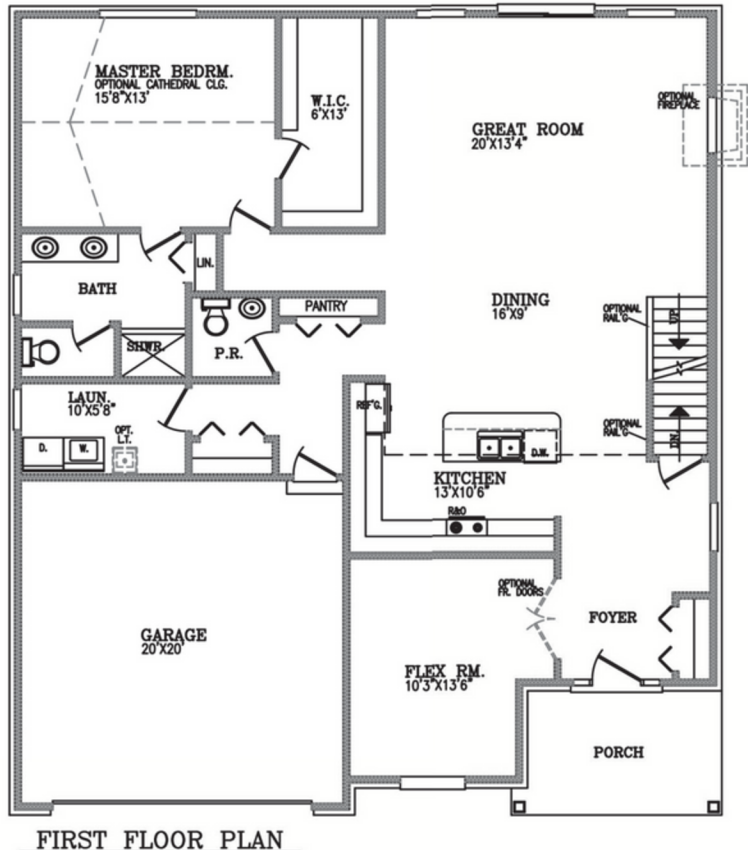 MASTER BEDRM.
OPTIONAL CATHEDRAL CLG.
15'8"X13'
W.I.C.
6'X13'
GREAT ROOM
20'X13'4"
OPTIONAL
FIREPLACE
BATH
LIN.
DINING
16'X9'
PANTRY
P.R.
SHWR.
OPTIONAL
RAIL'G
UP
LAUN.
10'X5'8"
OPT.
L.T.
D.
W.
REF'G.
OPTIONAL
RAIL'G
DN.
D.W.
KITCHEN
13'X10'6"
R&O
OPTIONAL
FR. DOORS
FOYER
GARAGE
20'X20'
FLEX RM.
10'3"X13'6"
PORCH
FIRST FLOOR PLAN